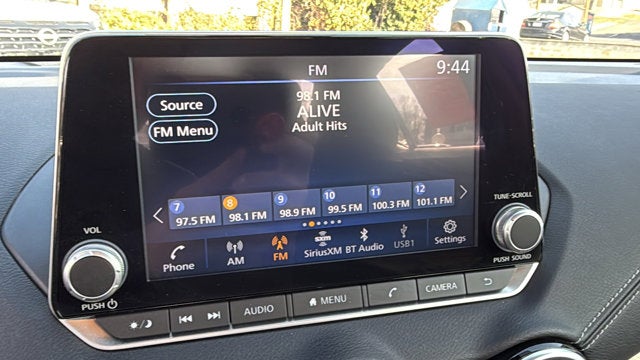 FM
9:44
98.1 FM
ALIVE
Adult Hits
Source
FM Menu
7
97.5 FM
8
98.1 FM
9
98.9 FM
10
99.5 FM
11
100.3 FM
12
101.1 FM
Phone
AM
FM
sxm
SiriusXM
BT Audio
USB1
Settings
VOL
PUSH
TUNE-SCROLL
PUSH SOUND
AUDIO
MENU
CAMERA